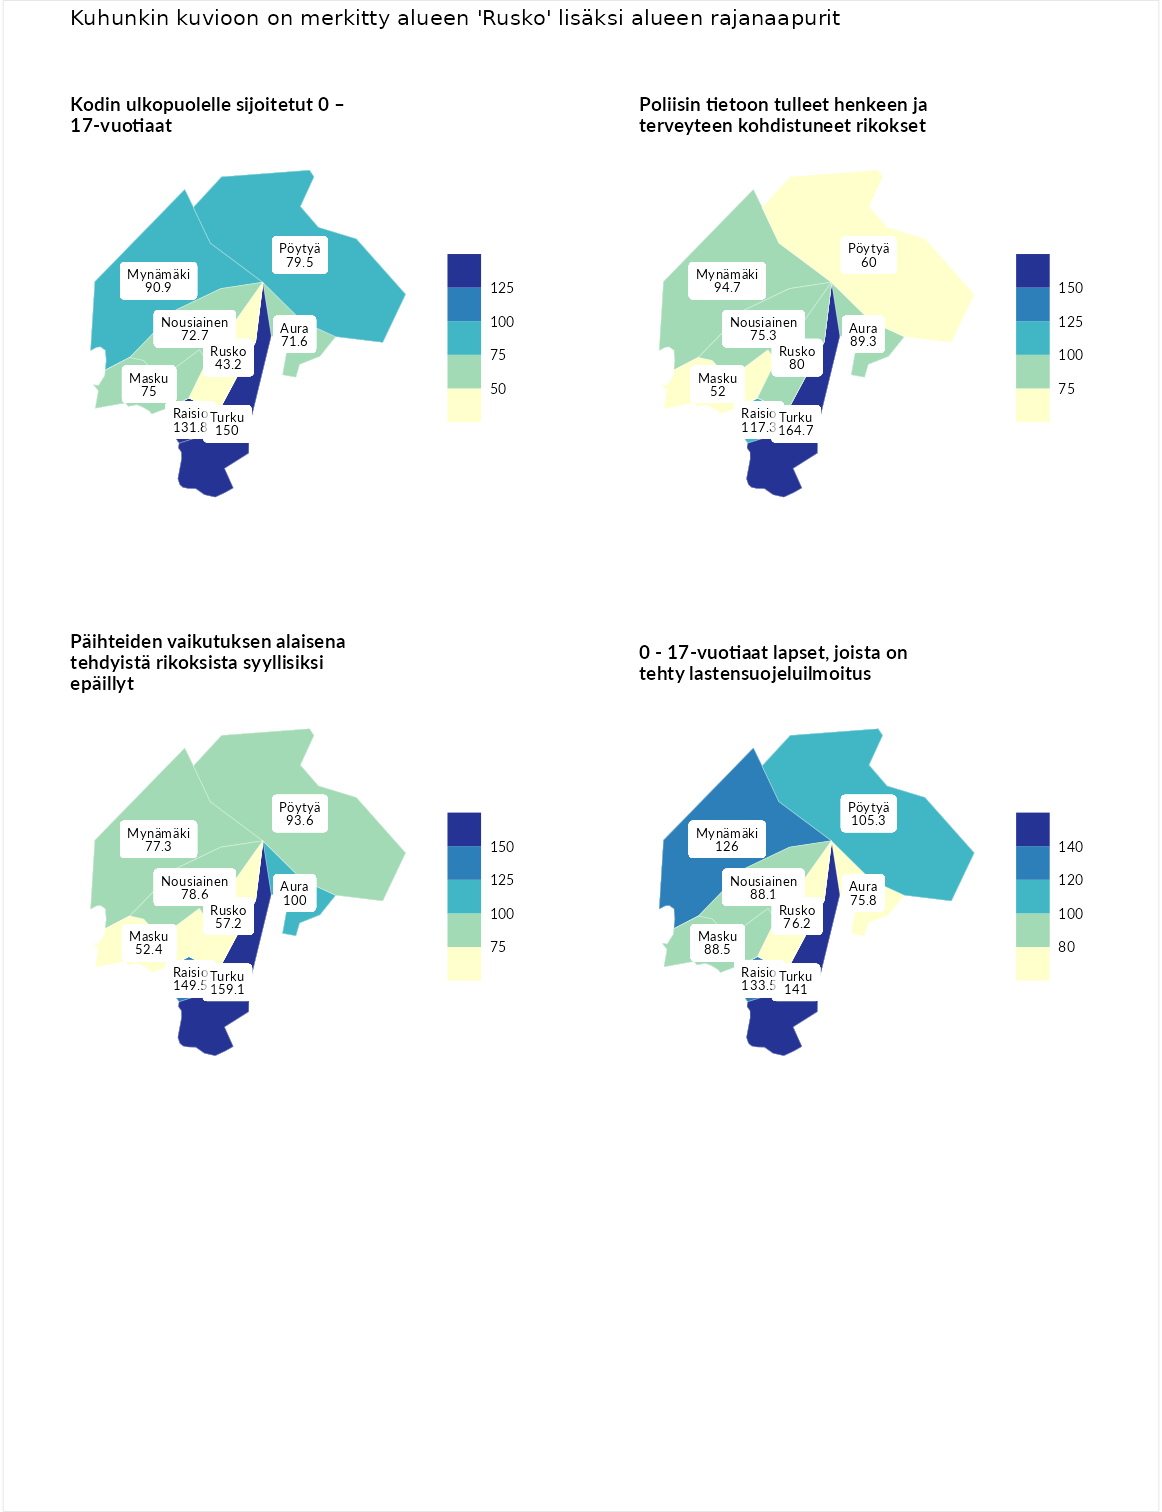 Kuhunkin kuvioon on merkitty alueen 'Rusko' lisäksi alueen rajanaapurit
Kodin ulkopuolelle sijoitetut 0 –
17-vuotiaat
Pöytyä
79.5
Mynämäki
90.9
Nousiainen
72.7
Aura
71.6
Rusko
43.2
Masku
75
Raisio
131.8
Turku
150
125
100
75
50
Poliisin tietoon tulleet henkeen ja
terveyteen kohdistuneet rikokset
Pöytyä
60
Mynämäki
94.7
Nousiainen
75.3
Aura
89.3
Rusko
80
Masku
52
Raisio
117.3
Turku
164.7
150
125
100
75
Päihteiden vaikutuksen alaisena
tehdyistä rikoksista syyllisiksi
epäillyt
Pöytyä
93.6
Mynämäki
77.3
Nousiainen
78.6
Aura
100
Rusko
57.2
Masku
52.4
Raisio
149.5
Turku
159.1
150
125
100
75
0 - 17-vuotiaat lapset, joista on
tehty lastensuojeluilmoitus
Pöytyä
105.3
Mynämäki
126
Nousiainen
88.1
Aura
75.8
Rusko
76.2
Masku
88.5
Raisio
133.5
Turku
141
140
120
100
80